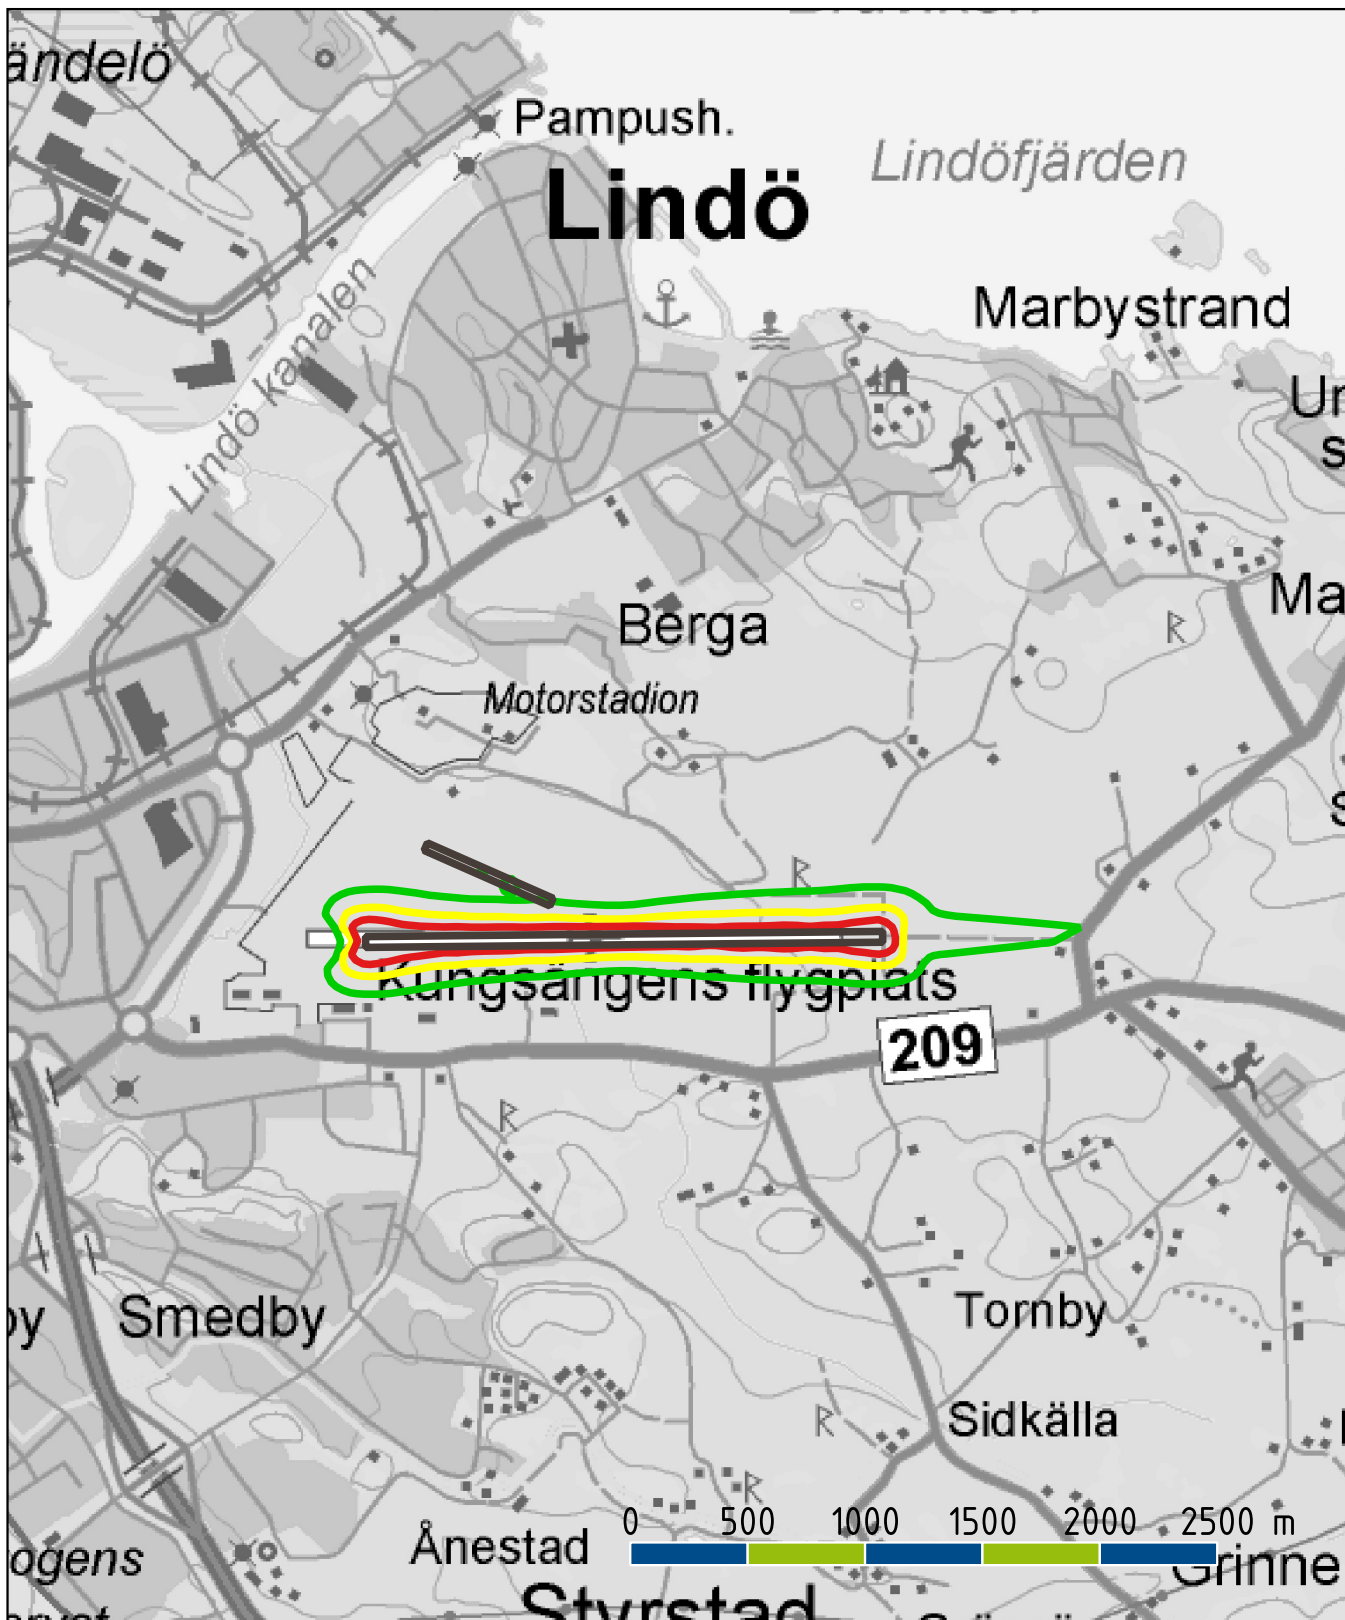 ändelö
Pampush.
Lindö
Lindöfjärden
Marbystrand
Lindö kanalen
Berga
Motorstadion
Kungsängens flygplats
209
Smedby
Tornby
Sidkälla
Ånestad
0 500 1000 1500 2000 2500 m
Styrstad